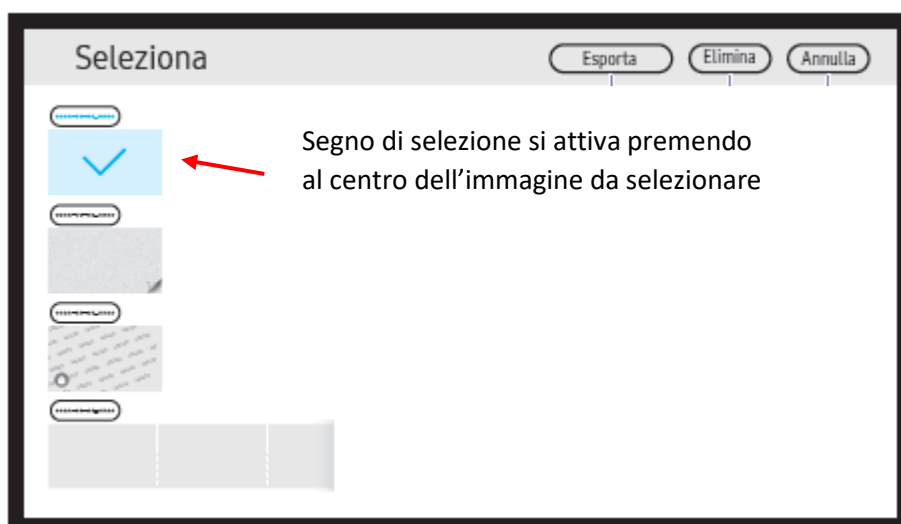 Seleziona
Esporta
Elimina
Annulla
Segno di selezione si attiva premendo
al centro dell’immagine da selezionare